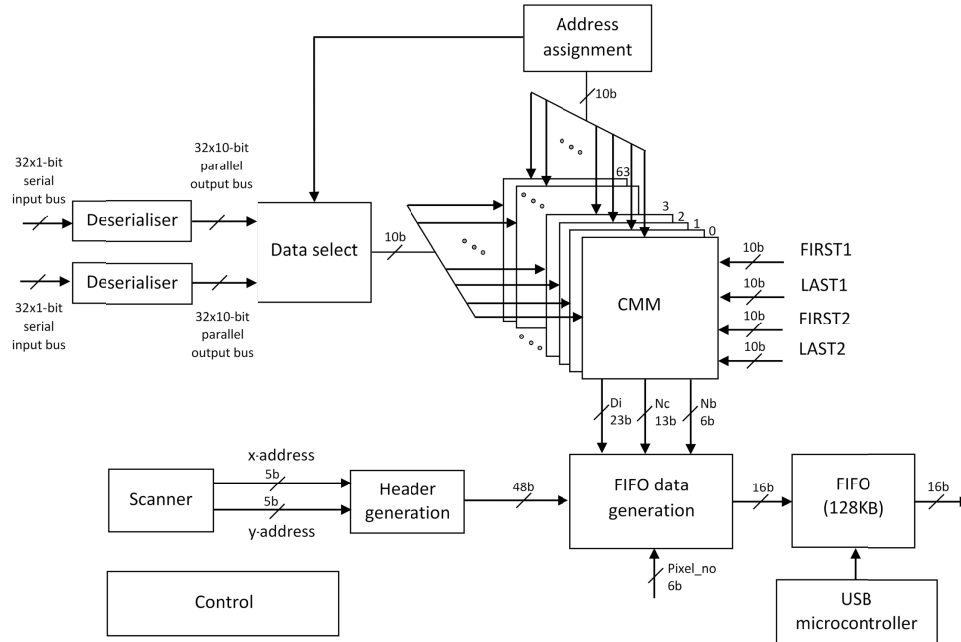 Address
assignment
10b
32x1-bit
serial
input bus
32x10-bit
parallel
output bus
Deserialiser
Deserialiser
32x1-bit
serial
input bus
32x10-bit
parallel
output bus
Data select
10b
63
3
2
1
0
CMM
10b
FIRST1
10b
LAST1
10b
FIRST2
10b
LAST2
Di
23b
Nc
13b
Nb
6b
Scanner
x-address
5b
5b
y-address
Header
generation
48b
FIFO data
generation
16b
FIFO
(128KB)
16b
Pixel_no
6b
Control
USB
microcontroller